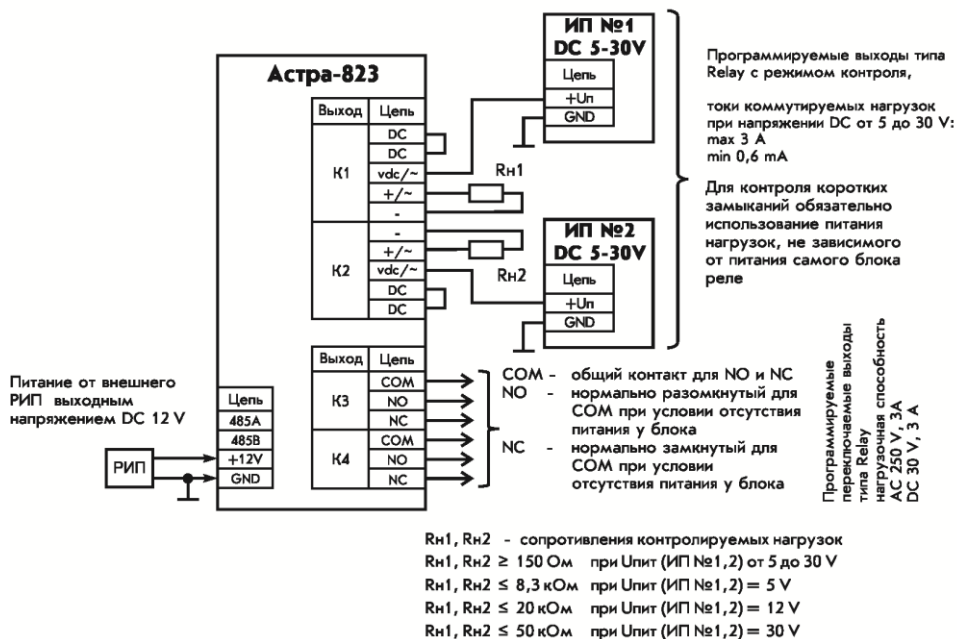 ИП №1
DC 5-30V
Цепь
+Uп
GND
Программируемые выходы типа
Relay с режимом контроля,
токи коммутируемых нагрузок
при напряжении DC от 5 до 30 V:
max 3 A
min 0,6 mA
Для контроля коротких
замыканий обязательно
использование питания
нагрузок, не зависимого
от питания самого блока
реле
Астра-823
Выход Цепь
K1
DC
DC
vdc/~
+/~
-
Rн1
K2
-
+/~
vdc/~
DC
DC
Rн2
ИП №2
DC 5-30V
Цепь
+Uп
GND
Выход Цепь
K3
COM
NO
NC
K4
COM
NO
NC
COM - общий контакт для NO и NC
NO - нормально разомкнутый для
COM при условии отсутствия
питания у блока
NC - нормально замкнутый для
COM при условии
отсутствия питания у блока
Программируемые
переключаемые выходы
типа Relay
нагрузочная способность
AC 250 V, 3A
DC 30 V, 3 A
Питание от внешнего
РИП выходным
напряжением DC 12 V
РИП
Цепь
485A
485B
+12V
GND
Rн1, Rн2 - сопротивления контролируемых нагрузок
Rн1, Rн2 ≥ 150 Ом при Uпит (ИП №1,2) от 5 до 30 V
Rн1, Rн2 ≤ 8,3 кОм при Uпит (ИП №1,2) = 5 V
Rн1, Rн2 ≤ 20 кОм при Uпит (ИП №1,2) = 12 V
Rн1, Rн2 ≤ 50 кОм при Uпит (ИП №1,2) = 30 V